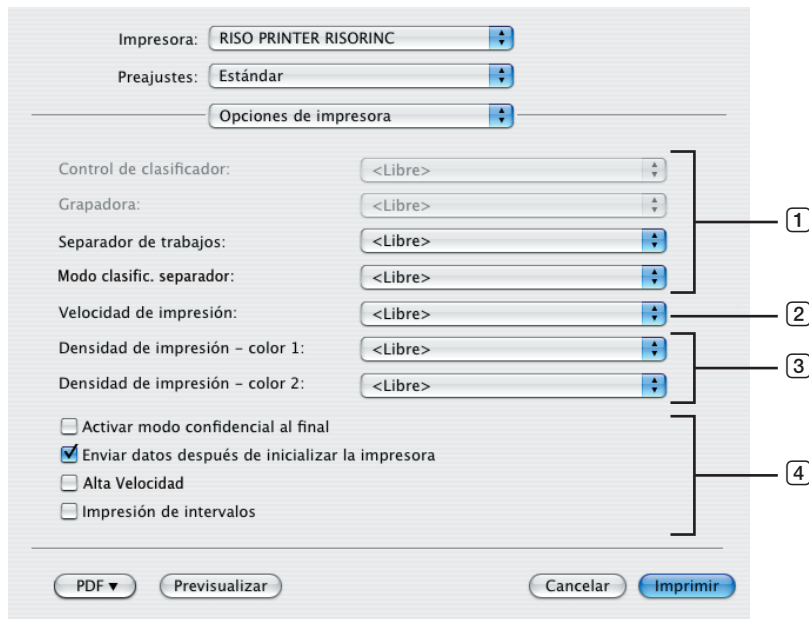 Impresora: RISO PRINTER RISORINC
Preajustes: Estándar
Opciones de impresora
Control de clasificador: <Libre>
Grapadora: <Libre>
1
Separador de trabajos: <Libre>
Modo clasific. separador: <Libre>
Velocidad de impresión: <Libre>
2
Densidad de impresión – color 1: <Libre>
3
Densidad de impresión – color 2: <Libre>
Activar modo confidencial al final
Enviar datos después de inicializar la impresora
4
Alta Velocidad
Impresión de intervalos
PDF▼ Previsualizar Cancelar Imprimir